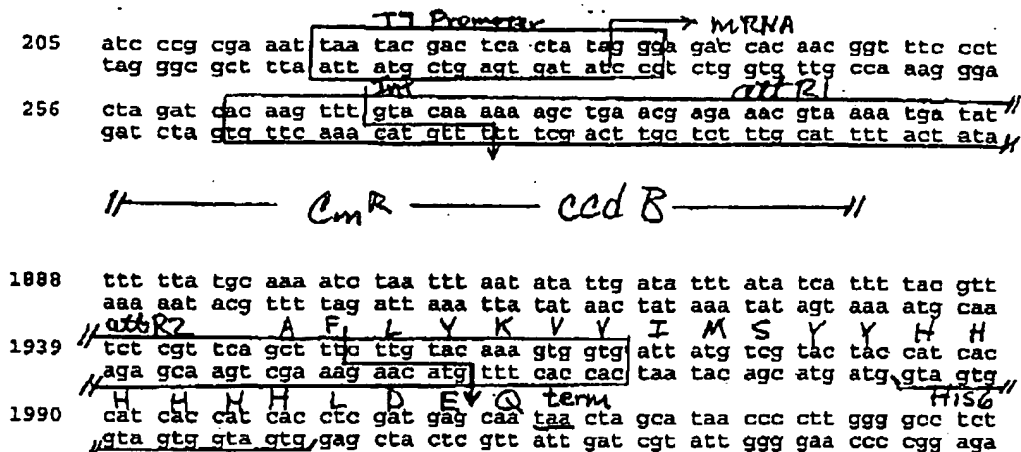 T7 Promoter mRNA
205 atc ccg cga aat taa tac gac tca cta tag gga gac cac aac ggt ttc cct
tag ggc gct tta att atg ctg agt gat atc cct ctg gtg ttg cca aag gga
Int attR1
256 cta gat cac aag ttt gta caa aaa agc tga acg aga aac gta aaa tga tat
gat cta gtg ttc aaa cat gtt ttt tcg act tgc tct ttg cat ttt act ata
CmR ccdB
1888 ttt tta tgc aaa atc taa ttt aat ata ttg ata ttt ata tca ttt tac gtt
aaa aat acg ttt tag att aaa tta tat aac tat aaa tat agt aaa atg caa
attR2 A F L Y K V V I M S Y Y H H
1939 tct cgt tca gct ttc ttg tac aaa gtg gtg att atg tcg tac tac cat cac
aga gca agt cga aag aac atg ttt cac cac taa tac agc atg atg gta gtg
H H H H L D E Q term His6
1990 cat cac cat cac ctc gat gag caa taa cta gca taa ccc ctt ggg gcc tct
gta gtg gta gtg gag cta ctc gtt att gat cgt att ggg gaa ccc cgg aga